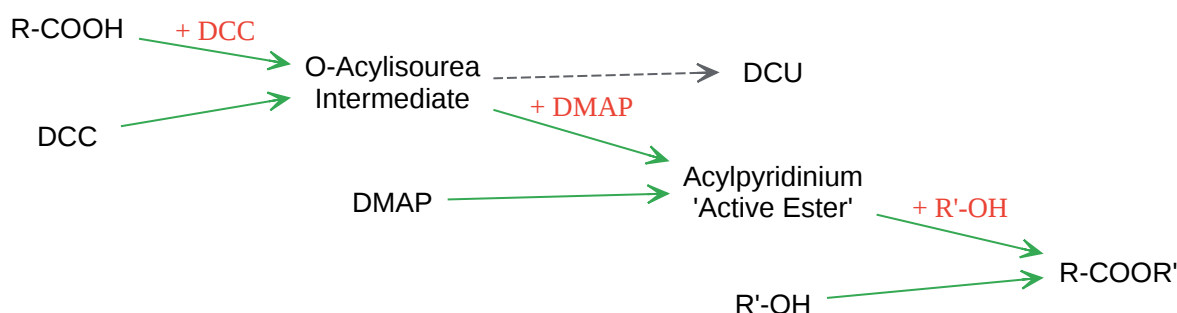 R-COOH
+ DCC
O-Acylisourea
Intermediate
DCU
DCC
+ DMAP
DMAP
Acylpyridinium
'Active Ester'
+ R'-OH
R-COOR'
R'-OH